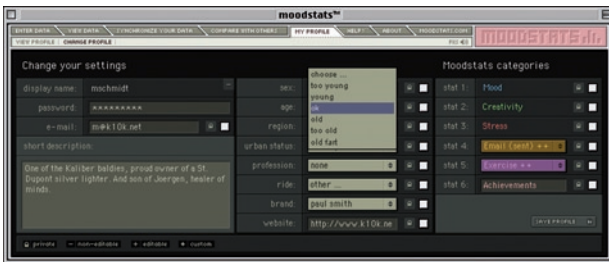 moodstats™
ENTER DATA VIEW DATA SYNCHRONIZE YOUR DATA COMPARE WITH OTHERS MY PROFILE HELP! ABOUT MOODSTATS.COM
VIEW PROFILE CHANGE PROFILE
MOODSTATS
Change your settings
display name: mschmidt
password: *********
e-mail: m@k10k.net
short description:
One of the Kaliber baldies, proud owner of a St.
Dupont silver lighter. And son of Joergen, healer of
minds.
private non-editable editable custom
sex:
age:
region:
urban status:
choose ...
too young
young
ok
old
too old
old fart
profession: none
ride: other ...
brand: paul smith
website: http://www.k10k.ne
Moodstats categories
stat 1: Mood
stat 2: Creativity
stat 3: Stress
stat 4: Email (sent) ++
stat 5: Exercise ++
stat 6: Achievements
SAVE PROFILE